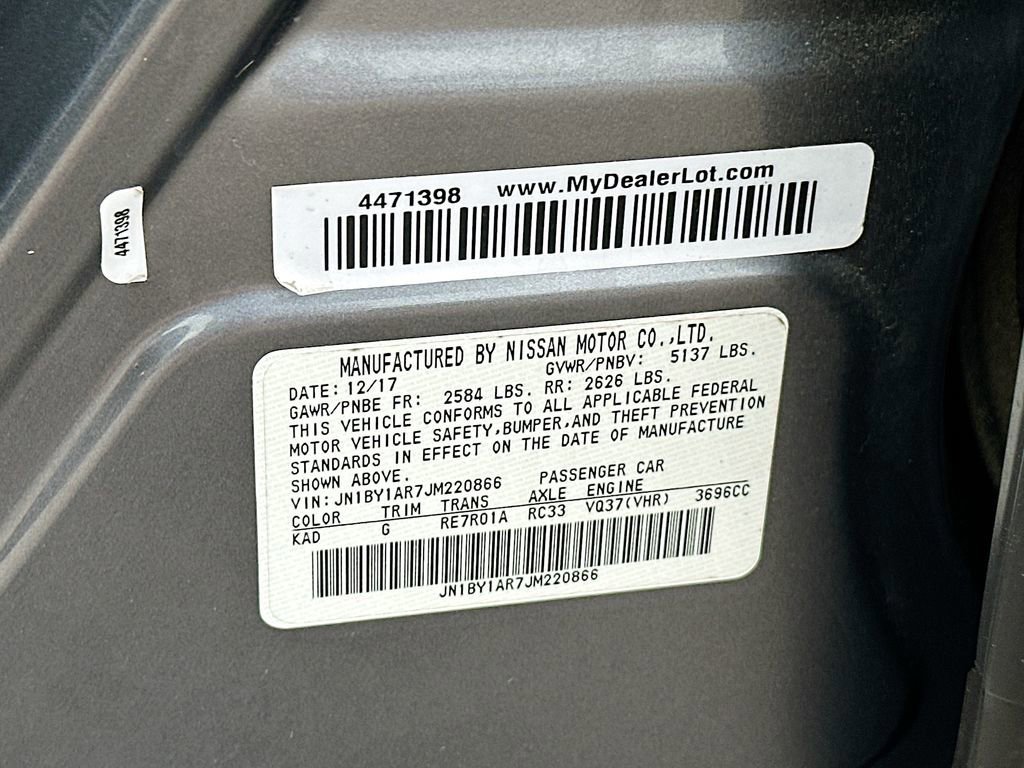 4471398
4471398 www.MyDealerLot.com
MANUFACTURED BY NISSAN MOTOR CO.,LTD.
DATE: 12/17 GVWR/PNBV: 5137 LBS.
GAWR/PNBE FR: 2584 LBS. RR: 2626 LBS.
THIS VEHICLE CONFORMS TO ALL APPLICABLE FEDERAL
MOTOR VEHICLE SAFETY,BUMPER,AND THEFT PREVENTION
STANDARDS IN EFFECT ON THE DATE OF MANUFACTURE
SHOWN ABOVE.
VIN:JN1BY1AR7JM220866 PASSENGER CAR
COLOR TRIM TRANS AXLE ENGINE
KAD G RE7R01A RC33 VQ37(VHR) 3696CC
JN1BY1AR7JM220866